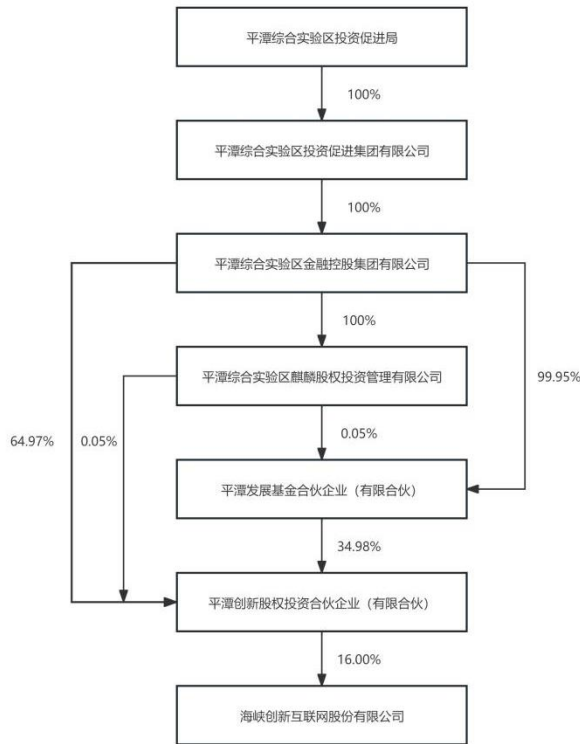 平潭综合实验区投资促进局
100%
平潭综合实验区投资促进集团有限公司
100%
平潭综合实验区金融控股集团有限公司
100%
平潭综合实验区麒麟股权投资管理有限公司
99.95%
64.97%
0.05%
0.05%
平潭发展基金合伙企业（有限合伙）
34.98%
平潭创新股权投资合伙企业（有限合伙）
16.00%
海峡创新互联网股份有限公司